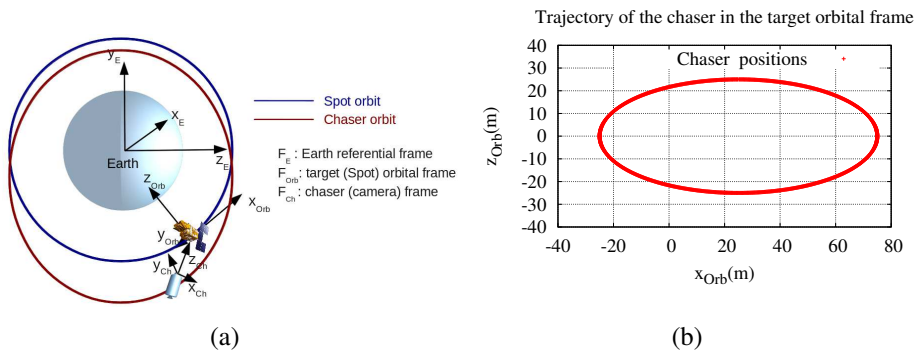 y_E
x_E
z_E
Earth
z_Orb
x_Orb
y_Orb
z_Ch
y_Ch
x_Ch
Spot orbit
Chaser orbit
F_E : Earth referential frame
F_Orb: target (Spot) orbital frame
F_Ch: chaser (camera) frame
(a)
Trajectory of the chaser in the target orbital frame
Chaser positions
40
30
20
10
0
-10
-20
-30
-40
z_Orb(m)
-40 -20 0 20 40 60 80
x_Orb(m)
(b)